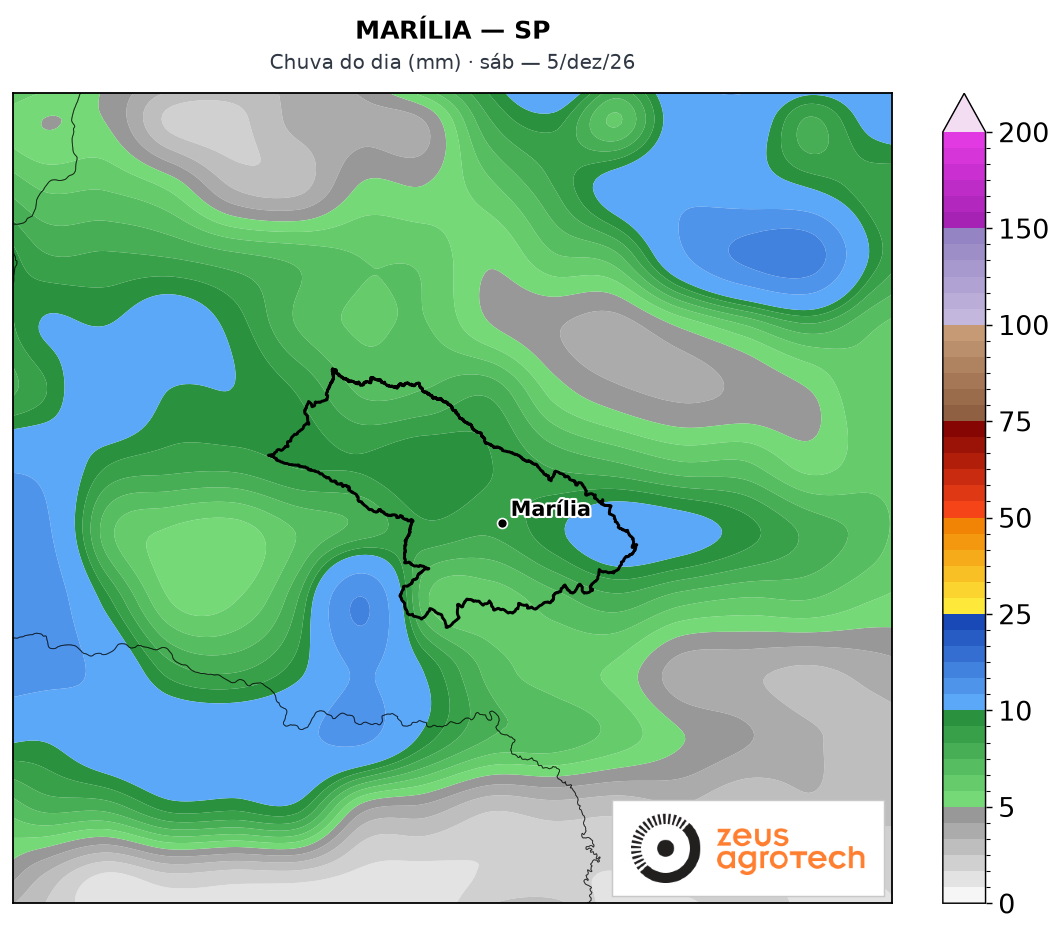 MARÍLIA — SP
Chuva do dia (mm) · sáb — 5/dez/26
200
150
100
75
50
25
10
5
0
Marília
zeus
agrotech